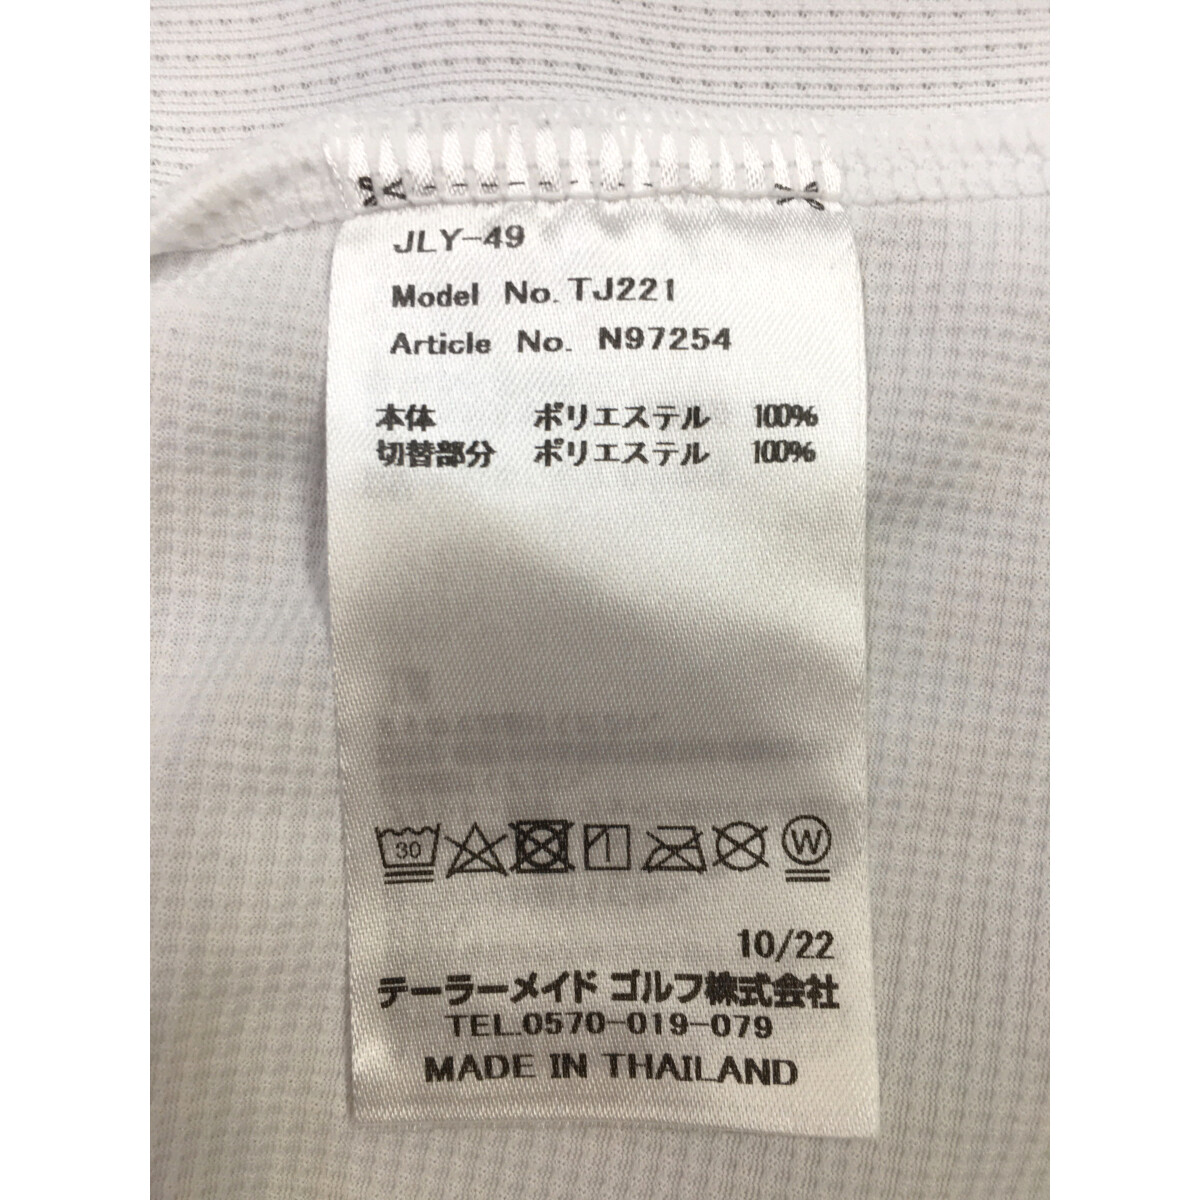 JLY-49
Model No. TJ221
Article No. N97254
本体 ポリエステル 100%
切替部分 ポリエステル 100%
30 W
10/22
テーラーメイド ゴルフ株式会社
TEL.0570-019-079
MADE IN THAILAND